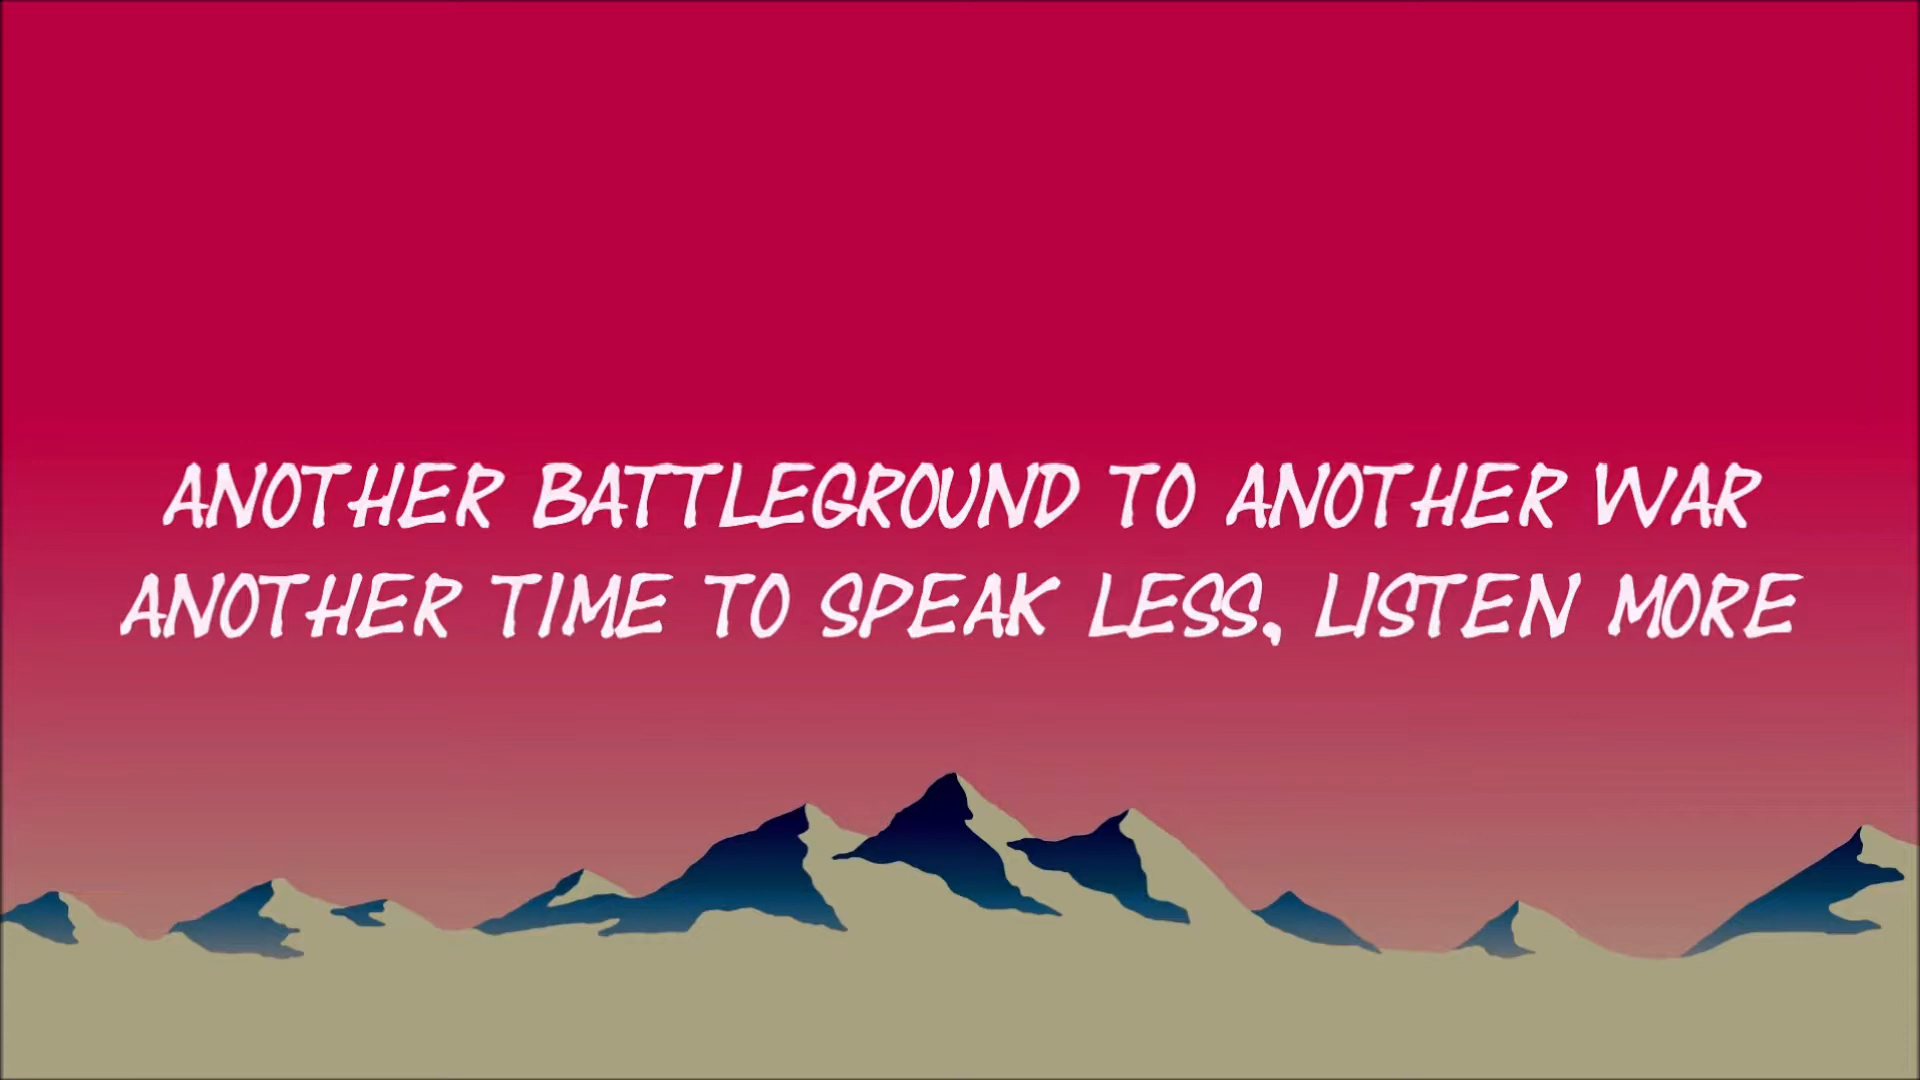 ANOTHER BATTLEGROUND TO ANOTHER WAR
ANOTHER TIME TO SPEAK LESS, LISTEN MORE